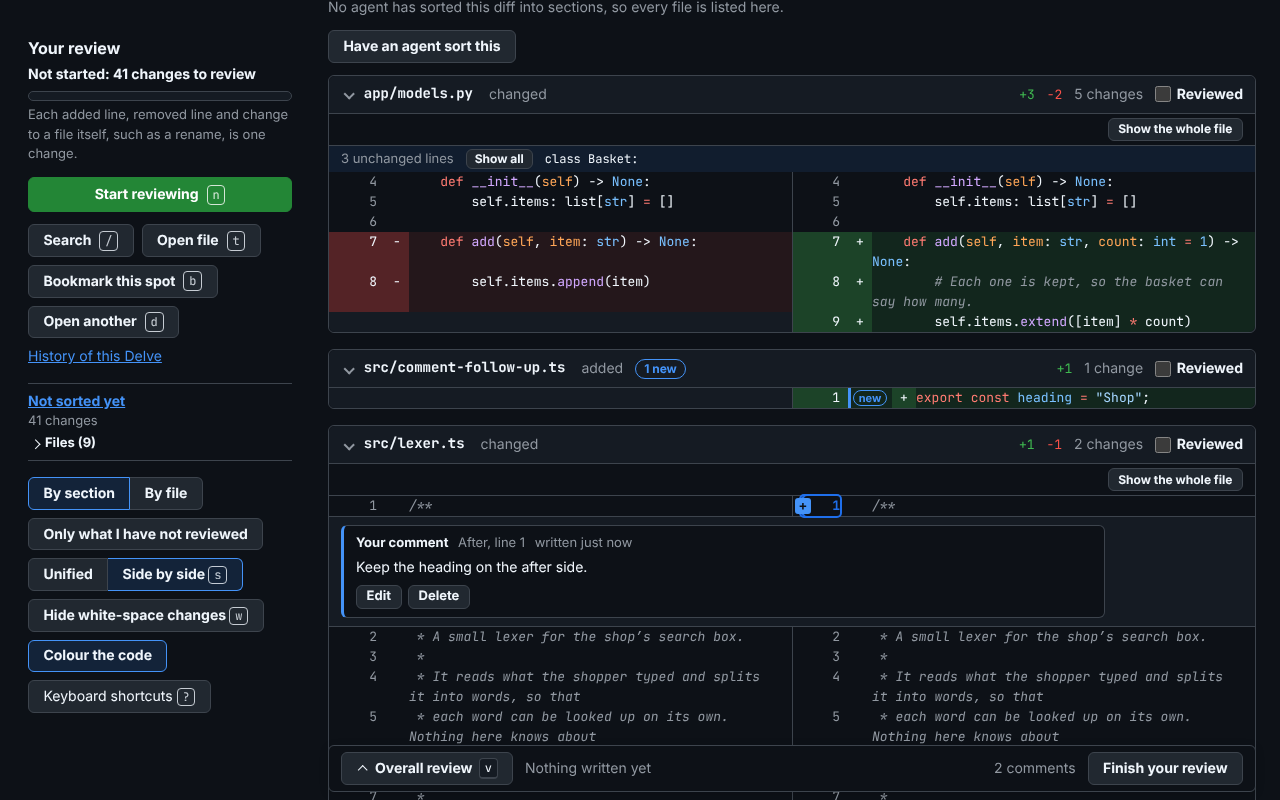 No agent has sorted this diff into sections, so every file is listed here.
Have an agent sort this
Your review
Not started: 41 changes to review
Each added line, removed line and change
to a file itself, such as a rename, is one
change.
Start reviewing n
Search /
Open file t
Bookmark this spot b
Open another d
History of this Delve
Not sorted yet
41 changes
Files (9)
By section
By file
Only what I have not reviewed
Unified
Side by side s
Hide white-space changes w
Colour the code
Keyboard shortcuts ?
app/models.py changed +3 -2 5 changes Reviewed
Show the whole file
3 unchanged lines Show all class Basket:
4 def __init__(self) -> None:
5 self.items: list[str] = []
6
7 - def add(self, item: str) -> None:
8 - self.items.append(item)
4 def __init__(self) -> None:
5 self.items: list[str] = []
6
7 + def add(self, item: str, count: int = 1) ->
None:
8 + # Each one is kept, so the basket can
say how many.
9 + self.items.extend([item] * count)
src/comment-follow-up.ts added 1 new +1 1 change Reviewed
1 new + export const heading = "Shop";
src/lexer.ts changed +1 -1 2 changes Reviewed
Show the whole file
1 /**
+ 1 /**
Your comment After, line 1 written just now
Keep the heading on the after side.
Edit Delete
2 * A small lexer for the shop’s search box.
3 *
4 * It reads what the shopper typed and splits
it into words, so that
5 * each word can be looked up on its own.
Nothing here knows about
2 * A small lexer for the shop’s search box.
3 *
4 * It reads what the shopper typed and splits
it into words, so that
5 * each word can be looked up on its own.
Nothing here knows about
Overall review v Nothing written yet 2 comments Finish your review
7 *
7 *